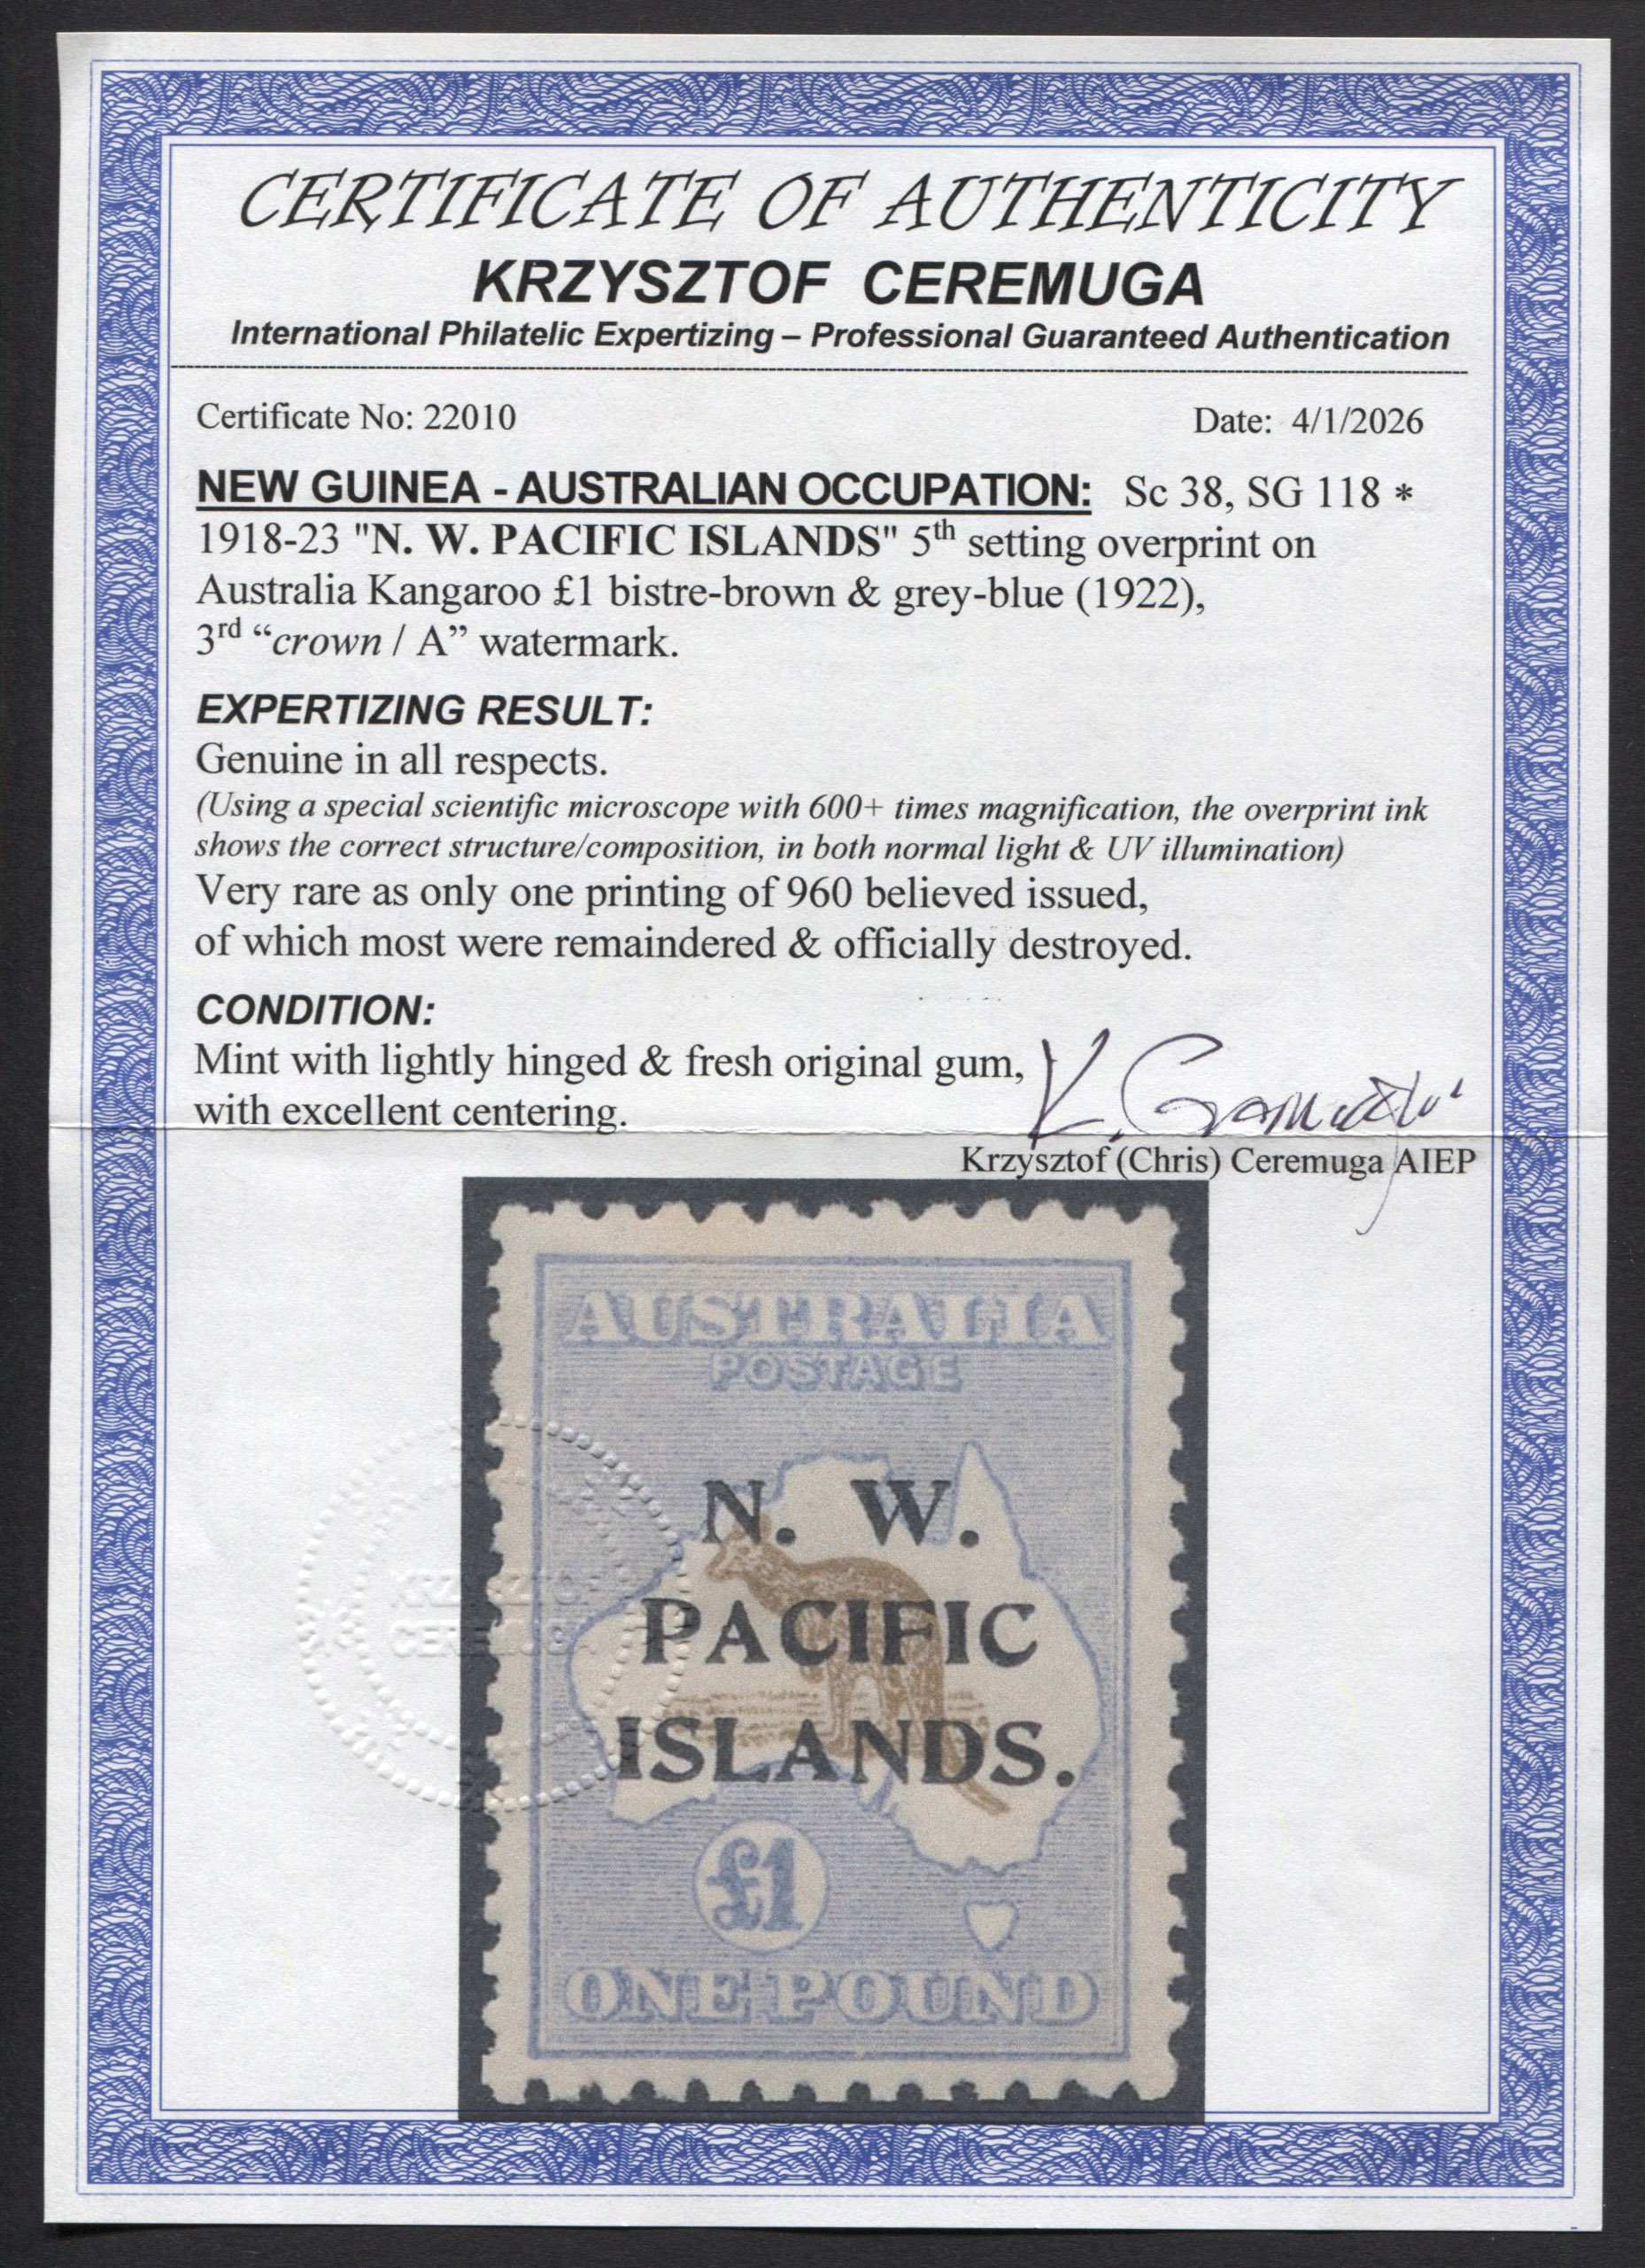 CERTIFICATE OF AUTHENTICITY
KRZYSZTOF CEREMUGA
International Philatelic Expertizing – Professional Guaranteed Authentication
Certificate No: 22010 Date: 4/1/2026
NEW GUINEA - AUSTRALIAN OCCUPATION: Sc 38, SG 118 *
1918-23 "N. W. PACIFIC ISLANDS" 5th setting overprint on
Australia Kangaroo £1 bistre-brown & grey-blue (1922),
3rd “crown / A” watermark.
EXPERTIZING RESULT:
Genuine in all respects.
(Using a special scientific microscope with 600+ times magnification, the overprint ink
shows the correct structure/composition, in both normal light & UV illumination)
Very rare as only one printing of 960 believed issued,
of which most were remaindered & officially destroyed.
CONDITION:
Mint with lightly hinged & fresh original gum,
with excellent centering.
K. Ceremuga
Krzysztof (Chris) Ceremuga AIEP
AUSTRALIA
POSTAGE
N. W.
PACIFIC
ISLANDS.
KRZYSZTOF
CEREMUGA
£1
ONE POUND